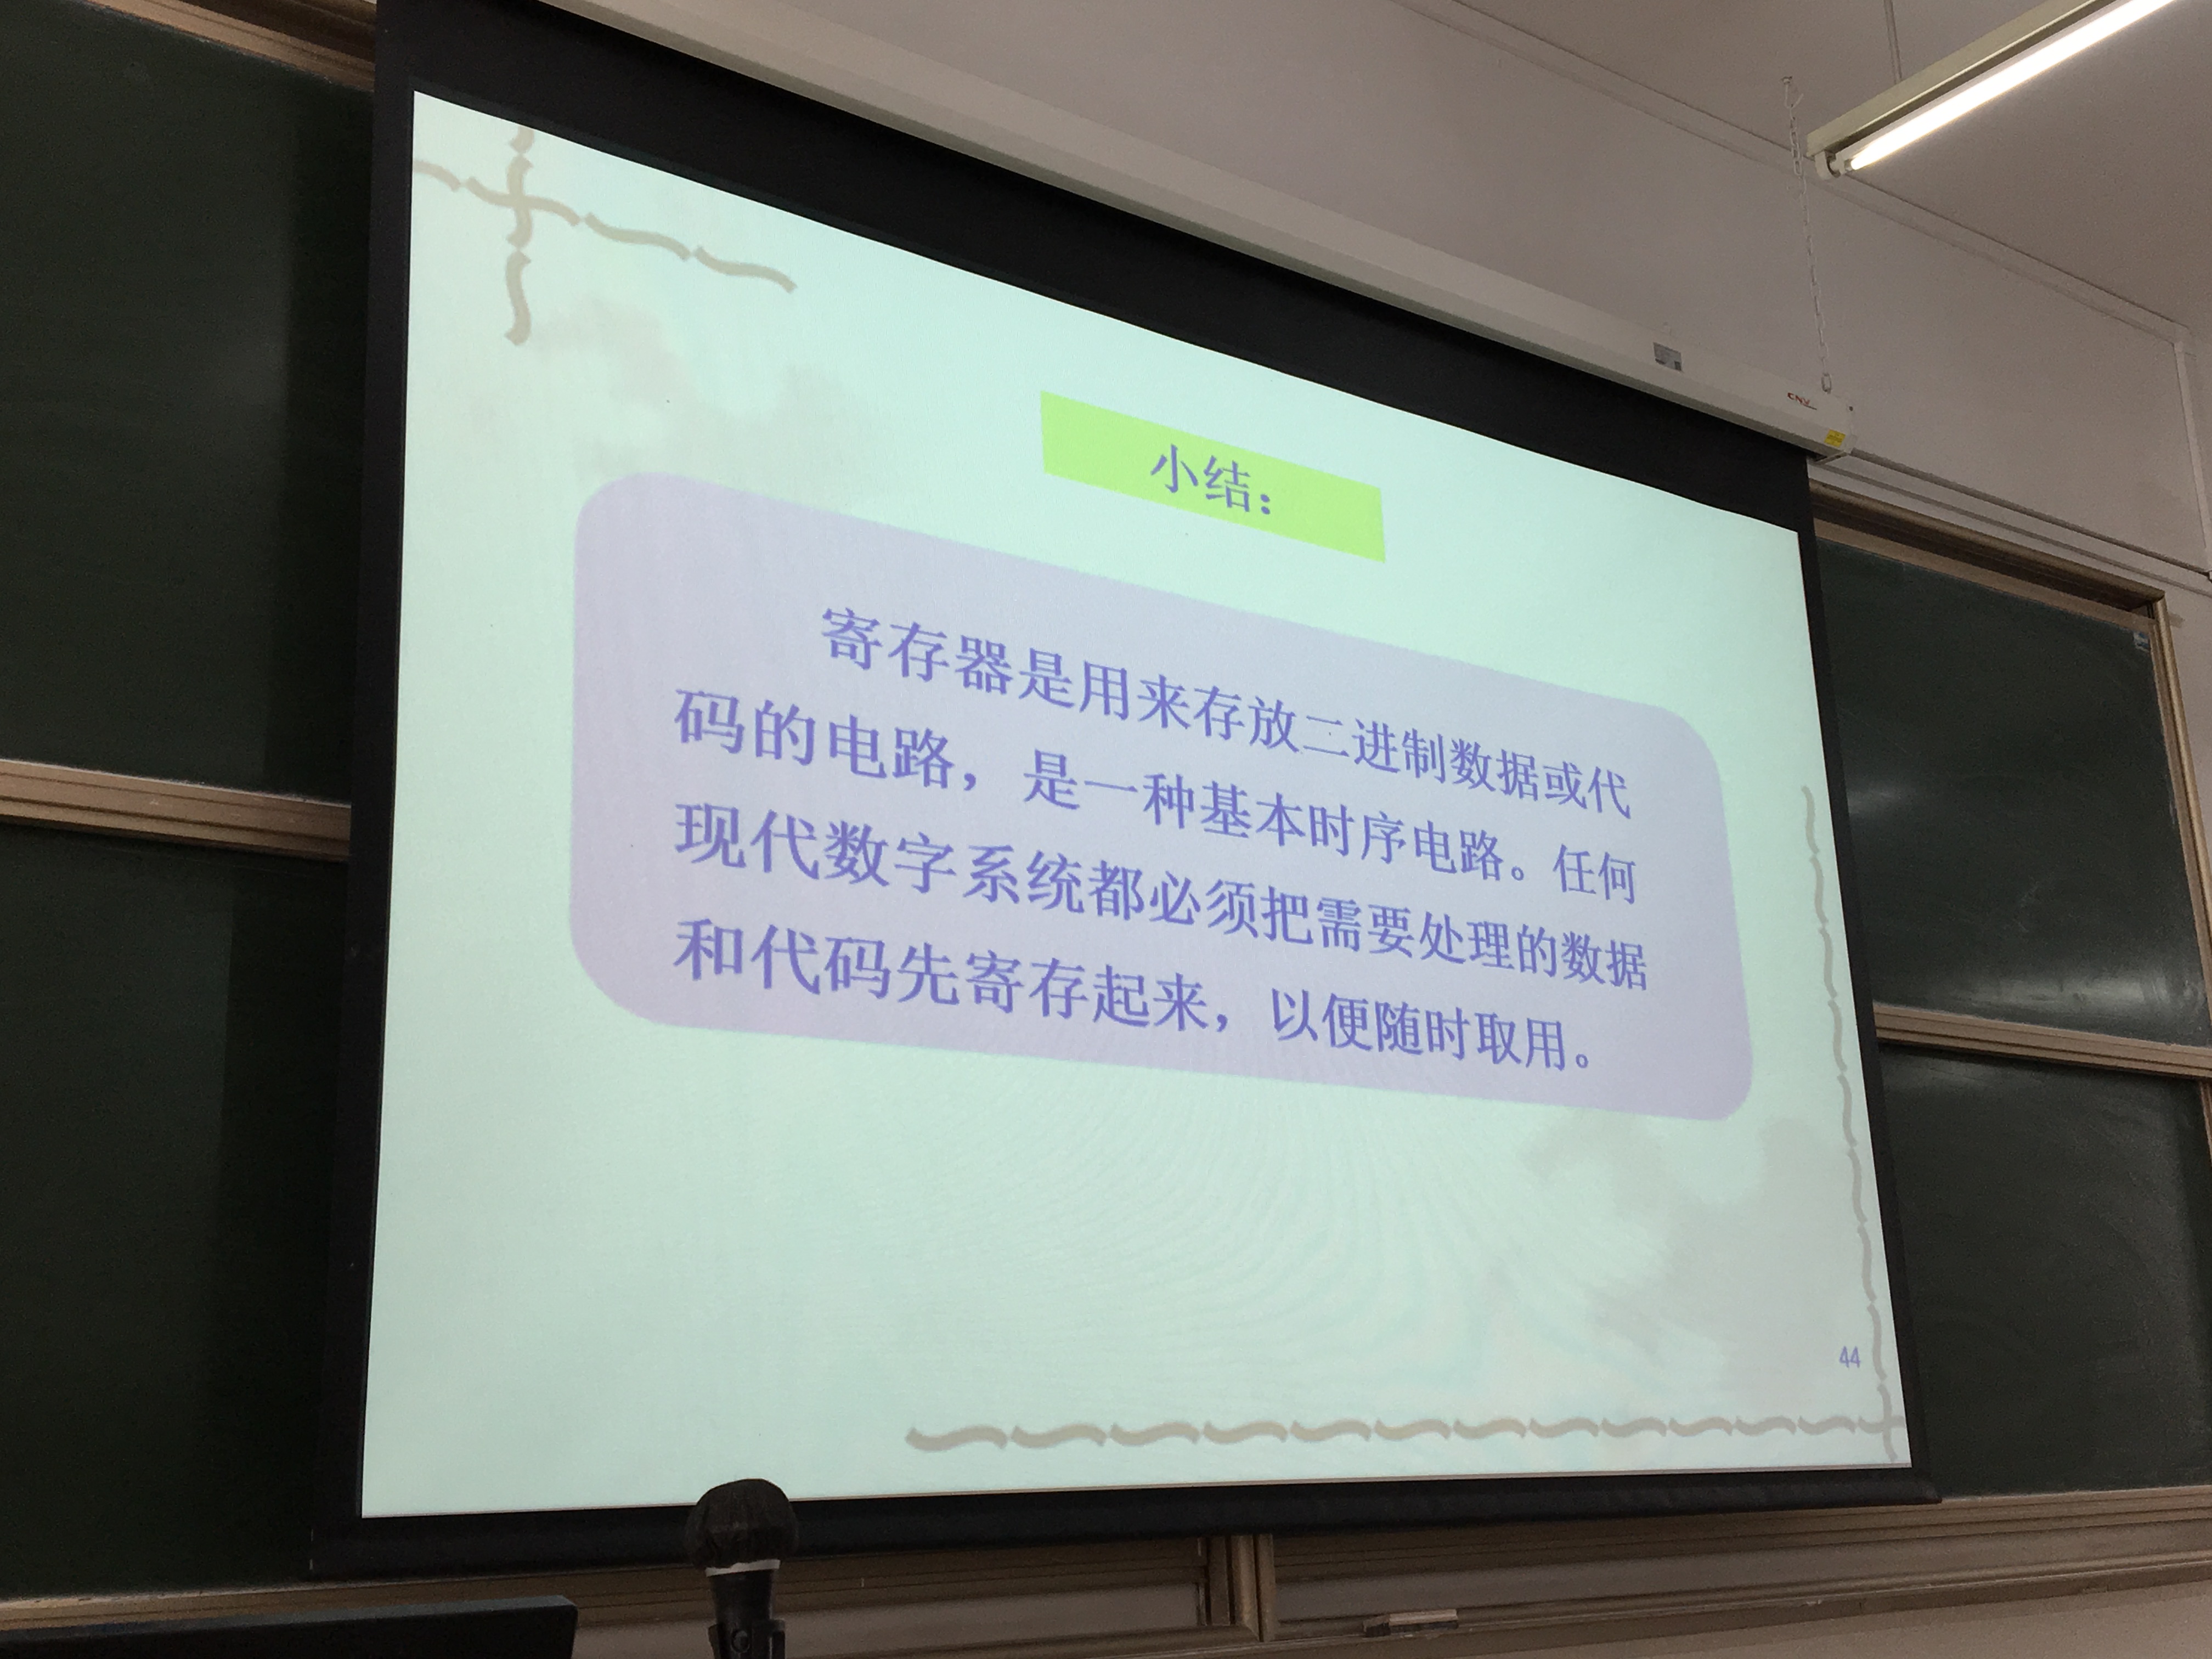 CNV
小结：
寄存器是用来存放二进制数据或代
码的电路，是一种基本时序电路。任何
现代数字系统都必须把需要处理的数据
和代码先寄存起来，以便随时取用。
44